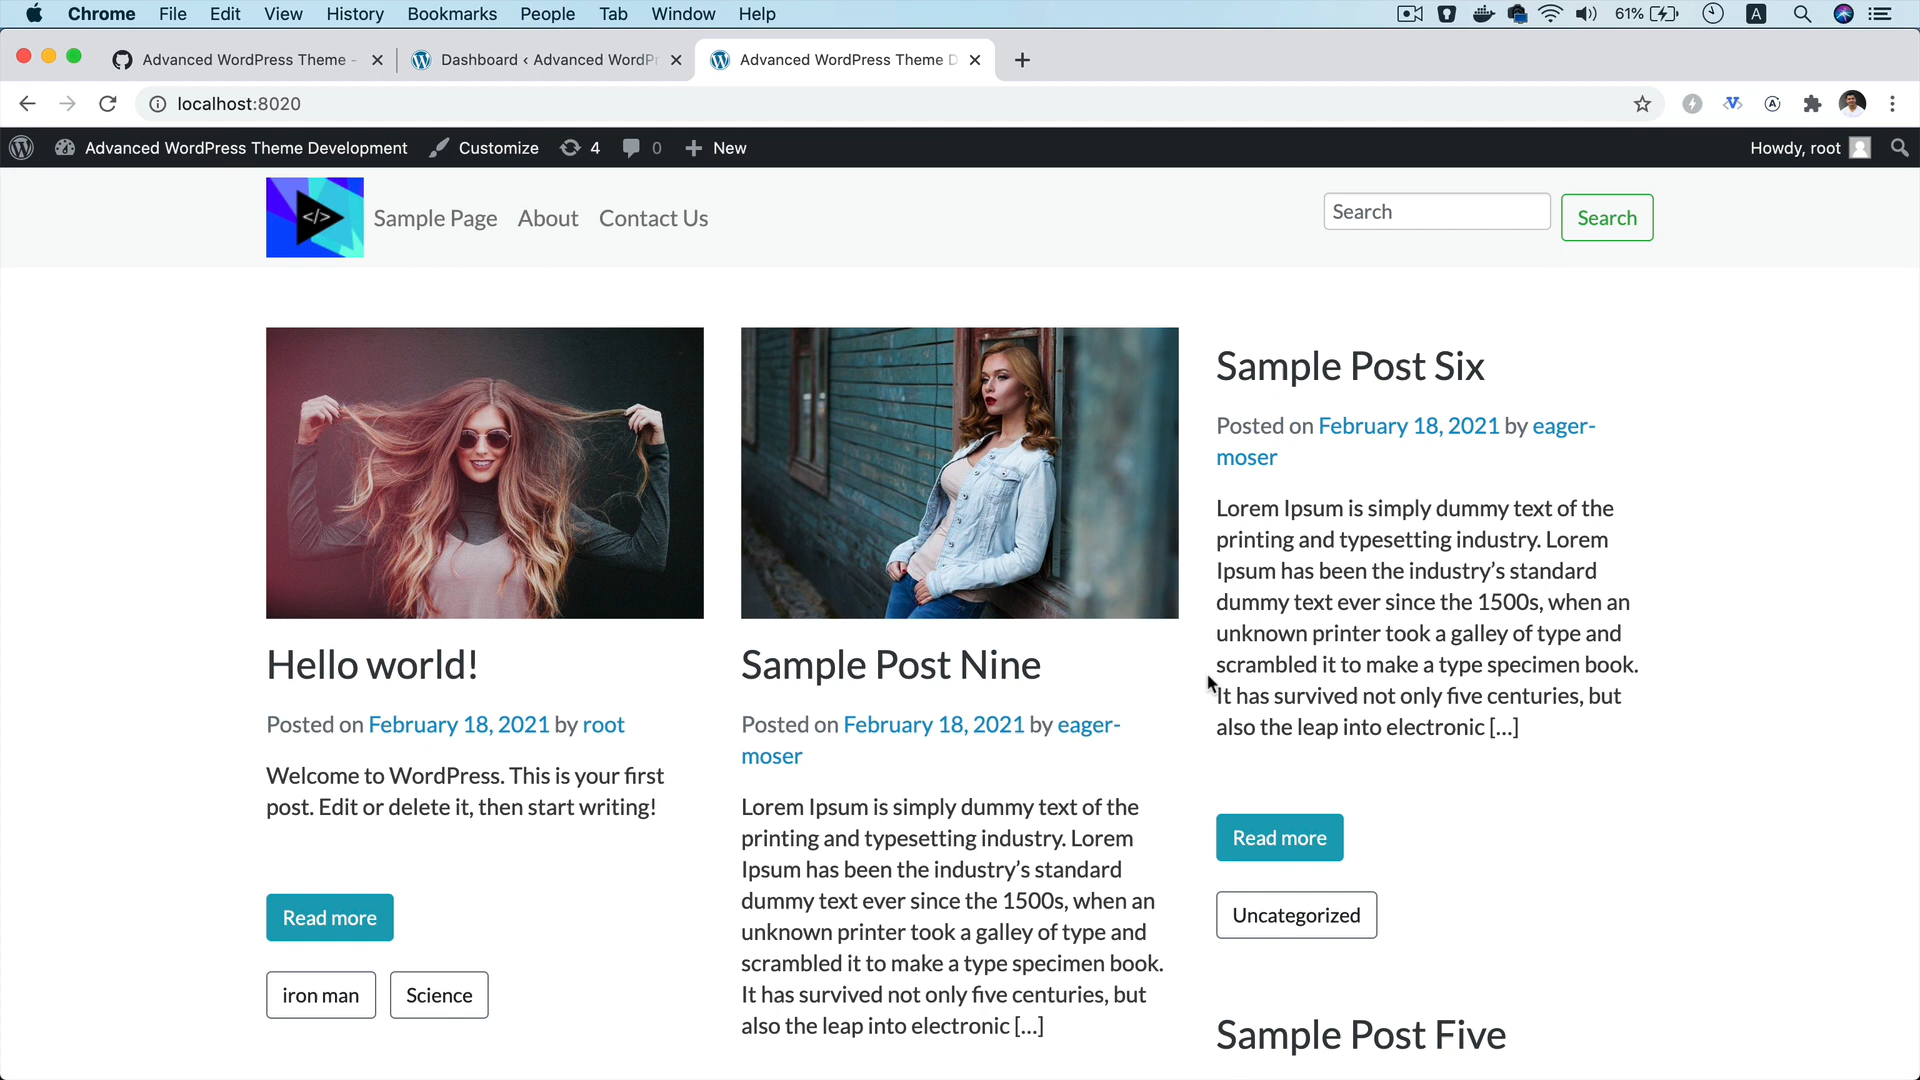 Chrome File Edit View History Bookmarks People Tab Window Help 61% A
Advanced WordPress Theme - Dashboard ‹ Advanced WordPr Advanced WordPress Theme D
localhost:8020
Advanced WordPress Theme Development Customize 4 0 New Howdy, root
</> Sample Page About Contact Us Search Search
Hello world!
Posted on February 18, 2021 by root
Welcome to WordPress. This is your first
post. Edit or delete it, then start writing!
Read more
iron man Science
Sample Post Nine
Posted on February 18, 2021 by eager-
moser
Lorem Ipsum is simply dummy text of the
printing and typesetting industry. Lorem
Ipsum has been the industry’s standard
dummy text ever since the 1500s, when an
unknown printer took a galley of type and
scrambled it to make a type specimen book.
It has survived not only five centuries, but
also the leap into electronic […]
Sample Post Six
Posted on February 18, 2021 by eager-
moser
Lorem Ipsum is simply dummy text of the
printing and typesetting industry. Lorem
Ipsum has been the industry’s standard
dummy text ever since the 1500s, when an
unknown printer took a galley of type and
scrambled it to make a type specimen book.
It has survived not only five centuries, but
also the leap into electronic […]
Read more
Uncategorized
Sample Post Five